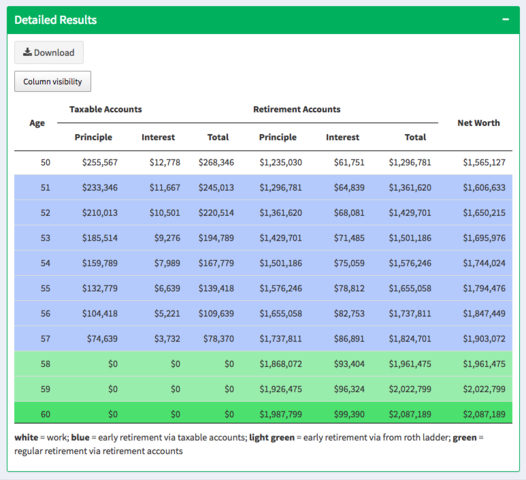 Detailed Results
Download
Column visibility
Taxable Accounts Retirement Accounts
Age Net Worth
Principle Interest Total Principle Interest Total
50 $255,567 $12,778 $268,346 $1,235,030 $61,751 $1,296,781 $1,565,127
51 $233,346 $11,667 $245,013 $1,296,781 $64,839 $1,361,620 $1,606,633
52 $210,013 $10,501 $220,514 $1,361,620 $68,081 $1,429,701 $1,650,215
53 $185,514 $9,276 $194,789 $1,429,701 $71,485 $1,501,186 $1,695,976
54 $159,789 $7,989 $167,779 $1,501,186 $75,059 $1,576,246 $1,744,024
55 $132,779 $6,639 $139,418 $1,576,246 $78,812 $1,655,058 $1,794,476
56 $104,418 $5,221 $109,639 $1,655,058 $82,753 $1,737,811 $1,847,449
57 $74,639 $3,732 $78,370 $1,737,811 $86,891 $1,824,701 $1,903,072
58 $0 $0 $0 $1,868,072 $93,404 $1,961,475 $1,961,475
59 $0 $0 $0 $1,926,475 $96,324 $2,022,799 $2,022,799
60 $0 $0 $0 $1,987,799 $99,390 $2,087,189 $2,087,189
white = work; blue = early retirement via taxable accounts; light green = early retirement via from roth ladder; green =
regular retirement via retirement accounts